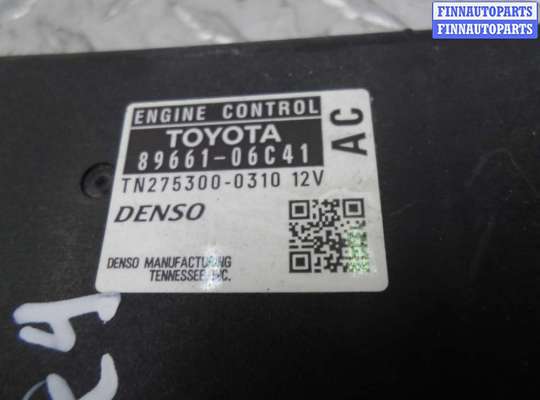 FINNAUTOPARTS
FINNAUTOPARTS
ENGINE CONTROL
TOYOTA
89661-06C41
AC
TN275300-0310 12V
DENSO
DENSO MANUFACTURING
TENNESSEE, INC.